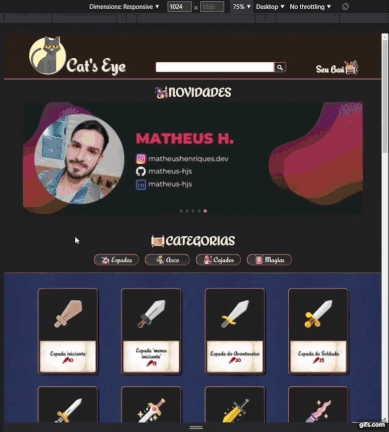 Dimensions: Responsive ▼ 1024 × 1026 75% ▼ Desktop ▼ No throttling ▼
Cat's Eye
Seu Baú
NOVIDADES
MATHEUS H.
matheushenriques.dev
matheus-hjs
matheus-hjs
CATEGORIAS
Espadas Arco Cajados Magias
Espada iniciante Espada "menos iniciante" Espada do Aventureiro Espada do Soldado
gifs.com